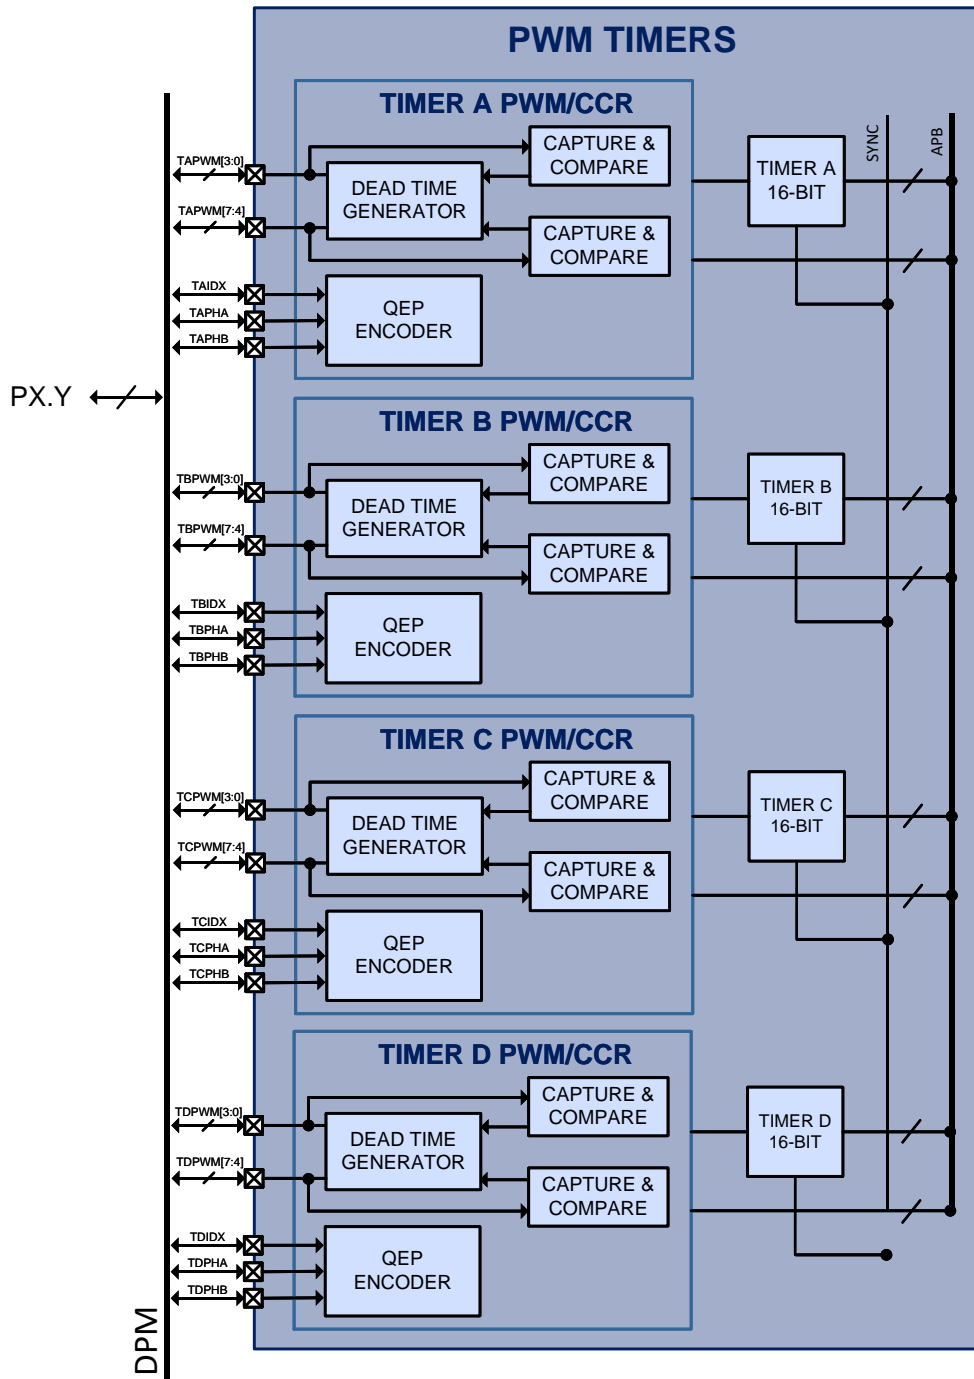 PWM TIMERS
TIMER A PWM/CCR
SYNC
APB
TAPWM[3:0]
CAPTURE &
COMPARE
DEAD TIME
GENERATOR
TIMER A
16-BIT
TAPWM[7:4]
CAPTURE &
COMPARE
TAIDX
TAPHA
TAPHB
QEP
ENCODER
PX.Y
TIMER B PWM/CCR
TBPWM[3:0]
CAPTURE &
COMPARE
DEAD TIME
GENERATOR
TIMER B
16-BIT
TBPWM[7:4]
CAPTURE &
COMPARE
TBIDX
TBPHA
TBPHB
QEP
ENCODER
TIMER C PWM/CCR
TCPWM[3:0]
CAPTURE &
COMPARE
DEAD TIME
GENERATOR
TIMER C
16-BIT
TCPWM[7:4]
CAPTURE &
COMPARE
TCIDX
TCPHA
TCPHB
QEP
ENCODER
TIMER D PWM/CCR
TDPWM[3:0]
CAPTURE &
COMPARE
DEAD TIME
GENERATOR
TIMER D
16-BIT
TDPWM[7:4]
CAPTURE &
COMPARE
TDIDX
TDPHA
TDPHB
QEP
ENCODER
DPM